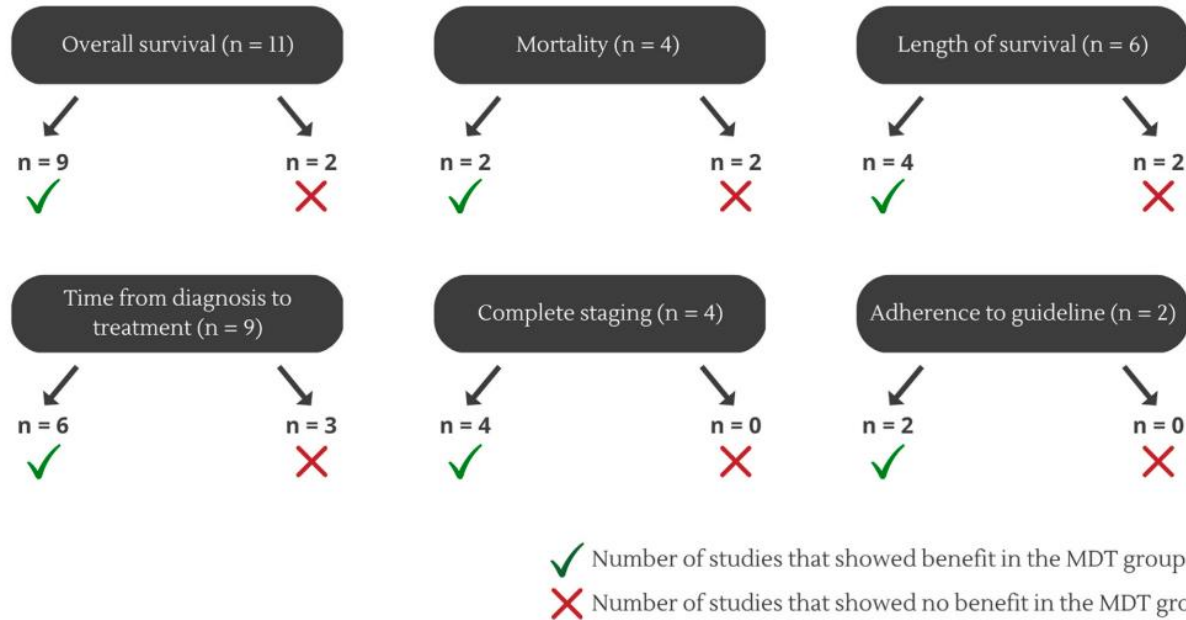 Overall survival (n = 11)
Mortality (n = 4)
Length of survival (n = 6)
n = 9
n = 2
n = 2
n = 2
n = 4
n = 2
Time from diagnosis to
treatment (n = 9)
Complete staging (n = 4)
Adherence to guideline (n = 2)
n = 6
n = 3
n = 4
n = 0
n = 2
n = 0
Number of studies that showed benefit in the MDT group
Number of studies that showed no benefit in the MDT